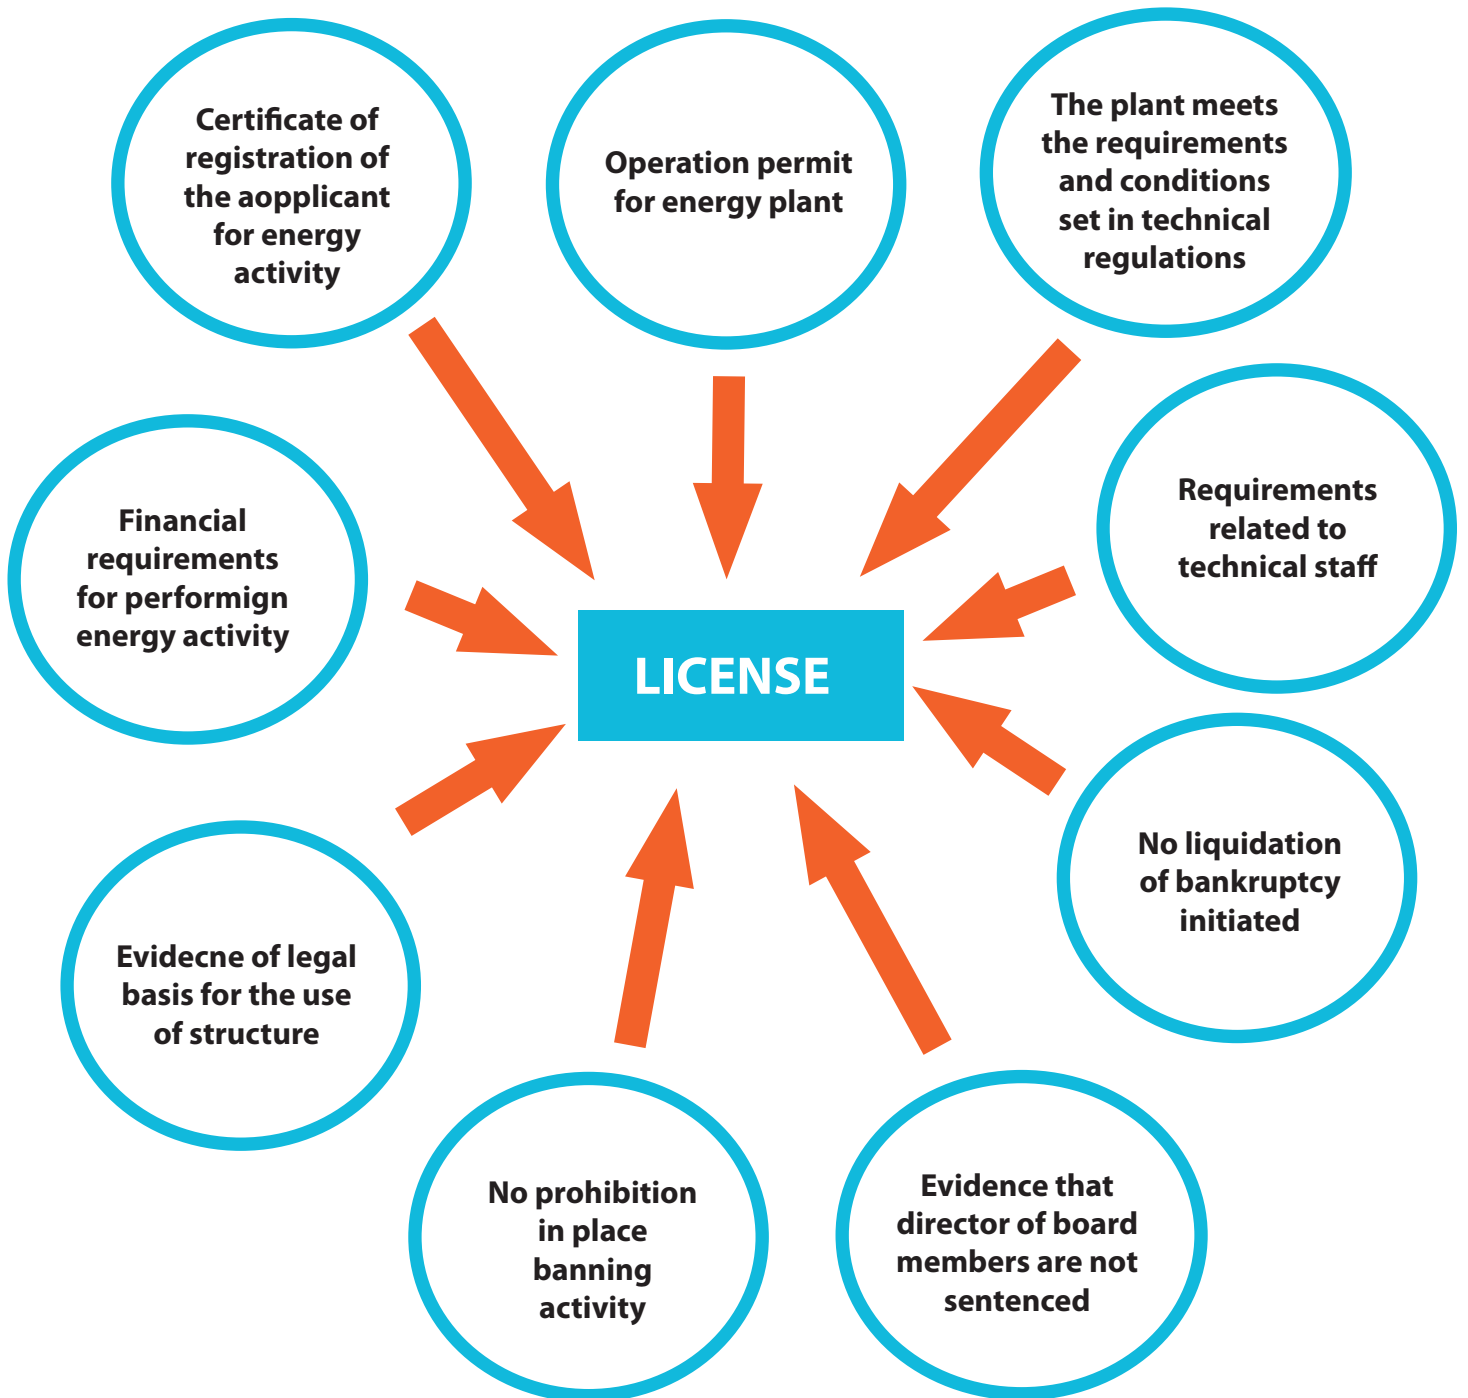 Certificate of
registration of
the aopplicant
for energy
activity
Operation permit
for energy plant
The plant meets
the requirements
and conditions
set in technical
regulations
Financial
requirements
for performign
energy activity
Requirements
related to
technical staff
LICENSE
No liquidation
of bankruptcy
initiated
Evidecne of legal
basis for the use
of structure
No prohibition
in place
banning
activity
Evidence that
director of board
members are not
sentenced